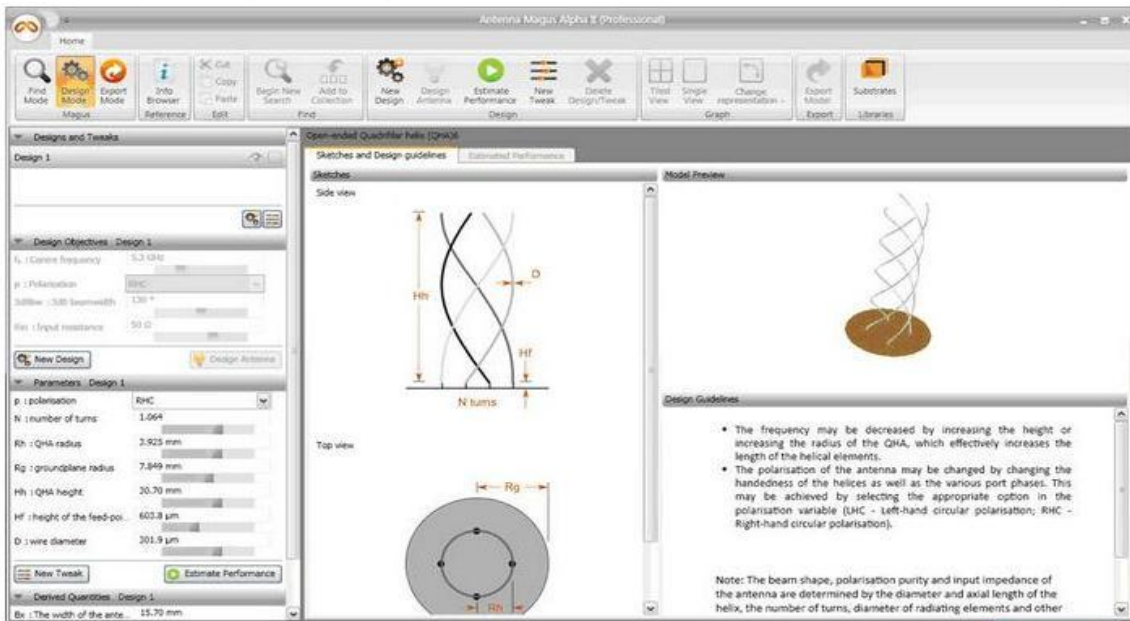 Antenna Magus Alpha X (Professional)
Home
Find Mode
Design Mode
Export Mode
Magus
Info Browser
Reference
Cut
Copy
Paste
Edit
Begin New Search
Add to Collection
Find
New Design
Design Antenna
Estimate Performance
New Tweak
Delete Design/Tweak
Design
Tiled View
Single View
Change representation
Graph
Export Model
Export
Substrates
Libraries
Designs and Tweaks
Design 1
Design Objectives Design 1
: Centre frequency 5.3 GHz
p : Polarisation RHC
: 3dB beamwidth 130 °
: Input resistance 50 Ω
New Design
Design Antenna
Parameters Design 1
p : polarisation RHC
N : number of turns 1.064
Rh : QHA radius 3.925 mm
Rg : groundplane radius 7.849 mm
Hh : QHA height 30.70 mm
Hf : height of the feed-poi... 603.8 µm
D : wire diameter 301.9 µm
New Tweak
Estimate Performance
Derived Quantities Design 1
Bx : The width of the ante... 15.70 mm
Open-ended Quadrifilar helix (QHA)
Sketches and Design guidelines
Estimated Performance
Sketches
Side view
D
Hh
Hf
N turns
Top view
Rg
Rh
Model Preview
Design Guidelines
• The frequency may be decreased by increasing the height or
increasing the radius of the QHA, which effectively increases the
length of the helical elements.
• The polarisation of the antenna may be changed by changing the
handedness of the helices as well as the various port phases. This
may be achieved by selecting the appropriate option in the
polarisation variable (LHC - Left-hand circular polarisation; RHC -
Right-hand circular polarisation).
Note: The beam shape, polarisation purity and input impedance of
the antenna are determined by the diameter and axial length of the
helix, the number of turns, diameter of radiating elements and other